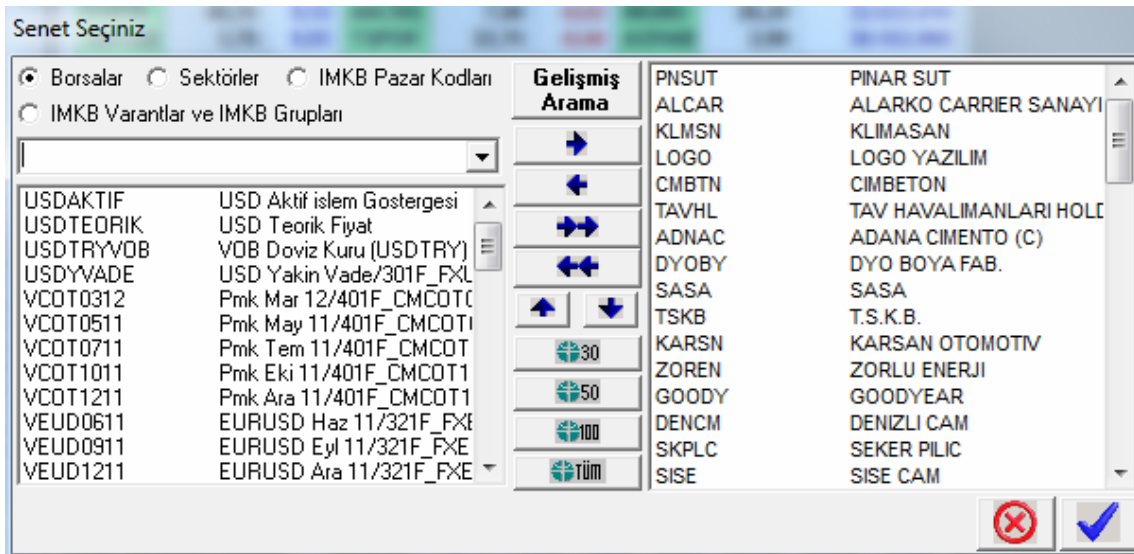 Senet Seçiniz
Borsalar Sektörler IMKB Pazar Kodları
IMKB Varantlar ve IMKB Grupları
Gelişmiş
Arama
USDAKTIF USD Aktif islem Gostergesi
USDTEORIK USD Teorik Fiyat
USDTRYVOB VOB Doviz Kuru (USDTRY)
USDYVADE USD Yakin Vade/301F_FXU
VCOT0312 Pmk Mar 12/401F_CMCOT0
VCOT0511 Pmk May 11/401F_CMCOT
VCOT0711 Pmk Tem 11/401F_CMCOT
VCOT1011 Pmk Eki 11/401F_CMCOT1
VCOT1211 Pmk Ara 11/401F_CMCOT1
VEUD0611 EURUSD Haz 11/321F_FXE
VEUD0911 EURUSD Eyl 11/321F_FXE
VEUD1211 EURUSD Ara 11/321F_FXE
30
50
100
Tüm
PNSUT PINAR SUT
ALCAR ALARKO CARRIER SANAYI
KLMSN KLIMASAN
LOGO LOGO YAZILIM
CMBTN CIMBETON
TAVHL TAV HAVALIMANLARI HOLD
ADNAC ADANA CIMENTO (C)
DYOBY DYO BOYA FAB.
SASA SASA
TSKB T.S.K.B.
KARSN KARSAN OTOMOTIV
ZOREN ZORLU ENERJI
GOODY GOODYEAR
DENCM DENIZLI CAM
SKPLC SEKER PILIC
SISE SISE CAM